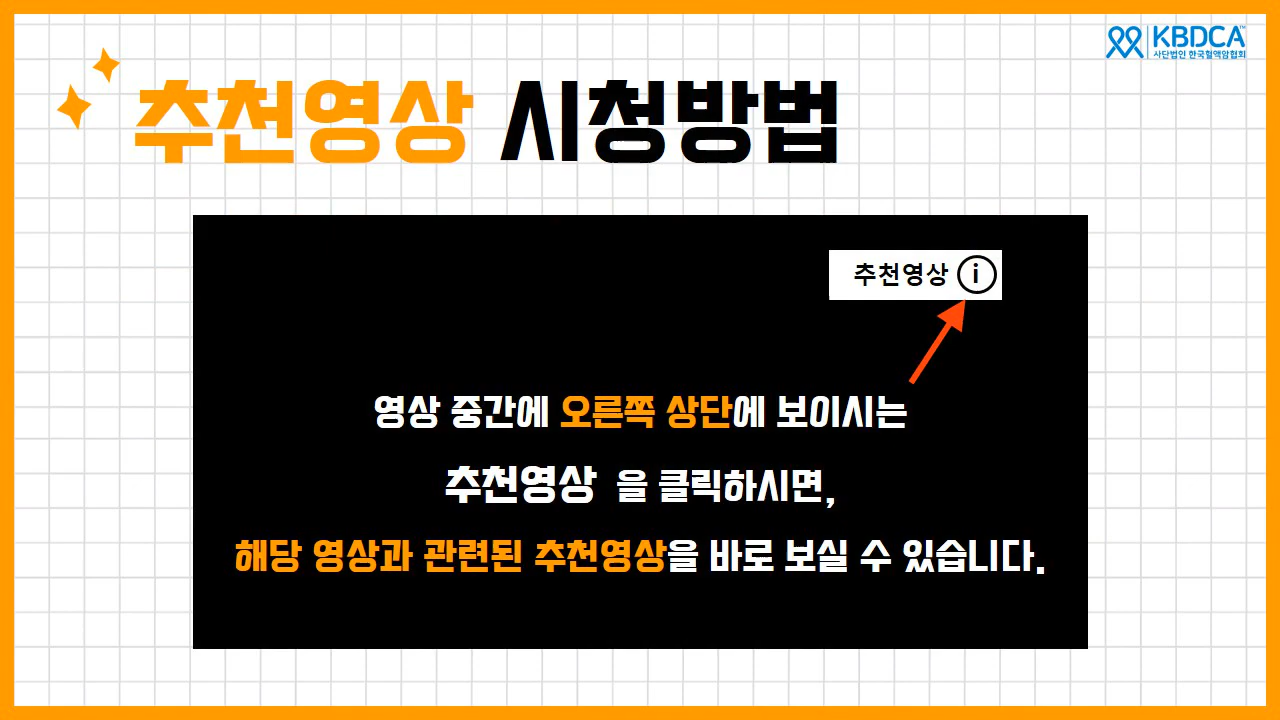 KBDCA
사단법인 한국혈액암협회
추천영상 시청방법
추천영상 i
영상 중간에 오른쪽 상단에 보이시는
추천영상 을 클릭하시면,
해당 영상과 관련된 추천영상을 바로 보실 수 있습니다.